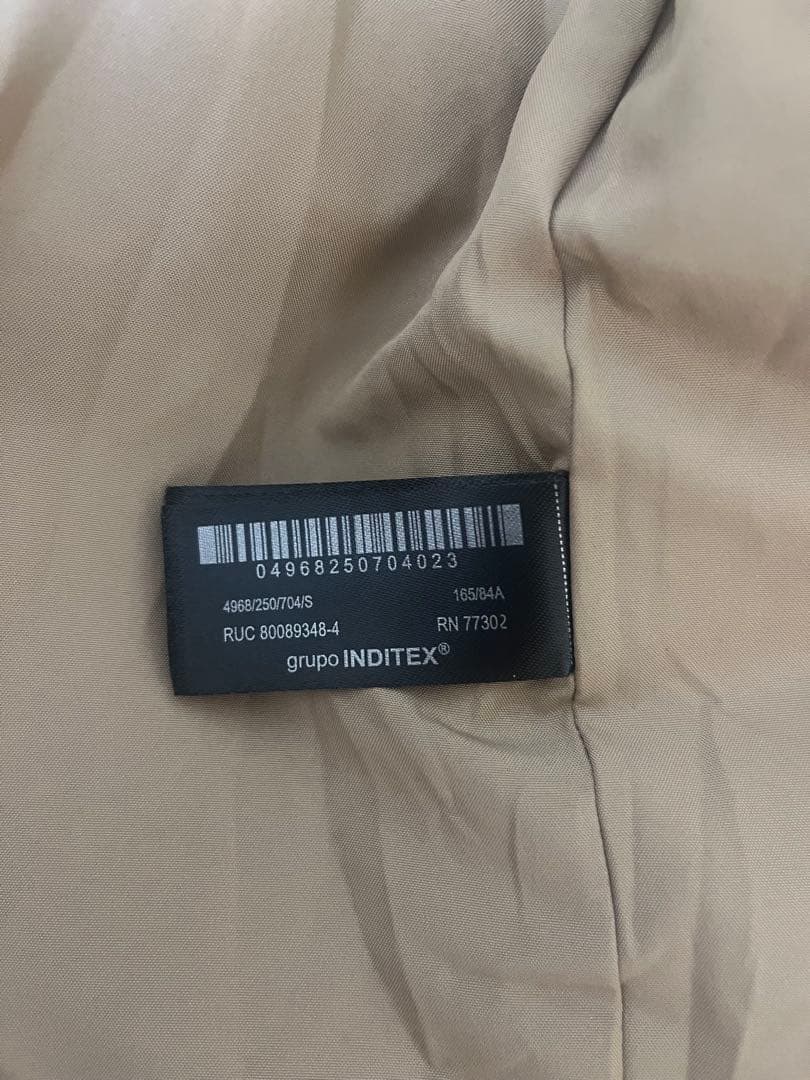 04968250704023
4968/250/704/S 165/84A
RUC 80089348-4 RN 77302
grupo INDITEX®